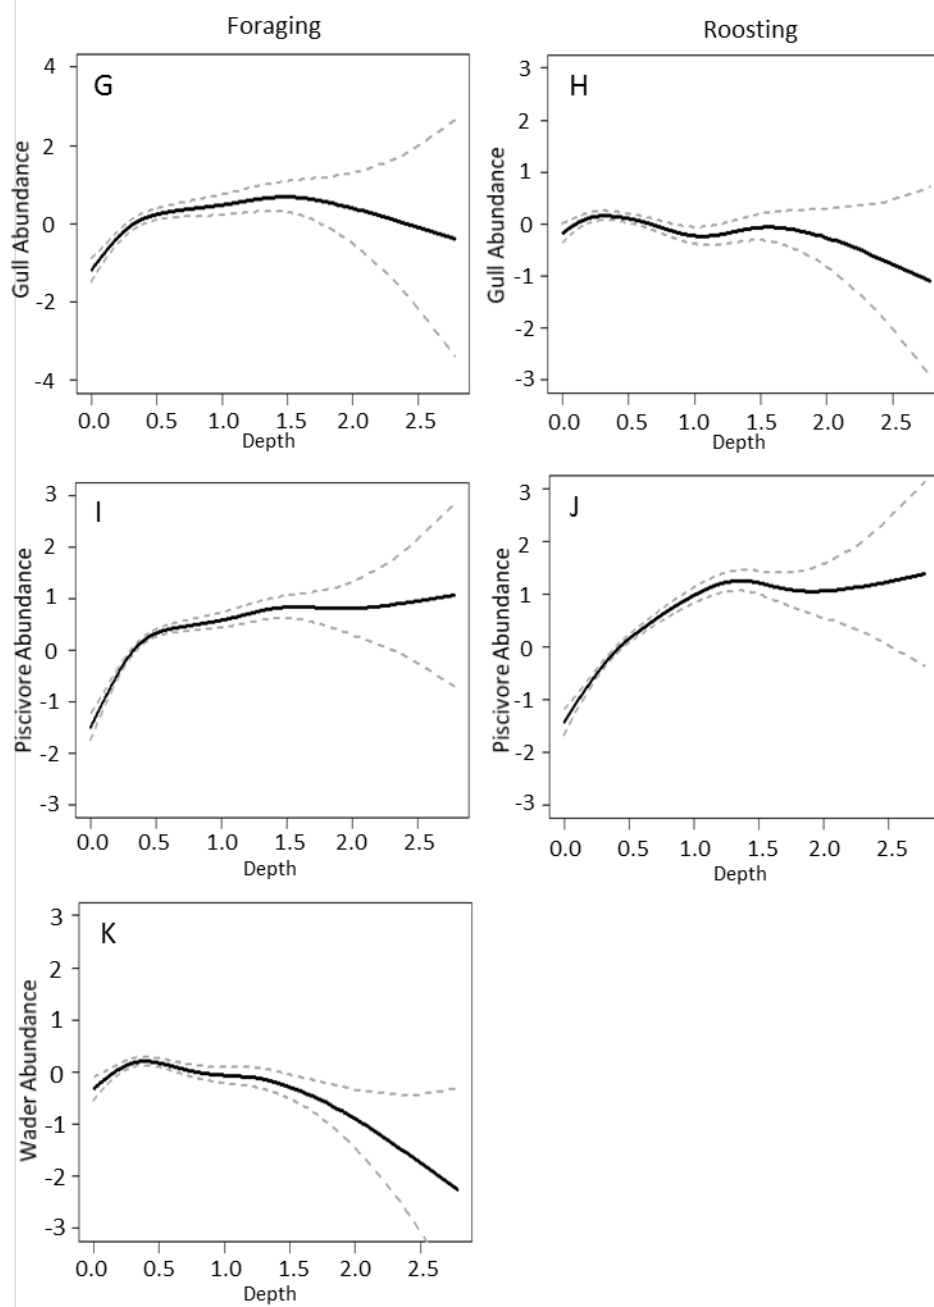 Foraging
Roosting
G
Gull Abundance
4
2
0
-2
-4
0.0 0.5 1.0 1.5 2.0 2.5
Depth
H
Gull Abundance
3
2
1
0
-1
-2
-3
0.0 0.5 1.0 1.5 2.0 2.5
Depth
I
Piscivore Abundance
3
2
1
0
-1
-2
-3
0.0 0.5 1.0 1.5 2.0 2.5
Depth
J
Piscivore Abundance
3
2
1
0
-1
-2
-3
0.0 0.5 1.0 1.5 2.0 2.5
Depth
K
Wader Abundance
3
2
1
0
-1
-2
-3
0.0 0.5 1.0 1.5 2.0 2.5
Depth